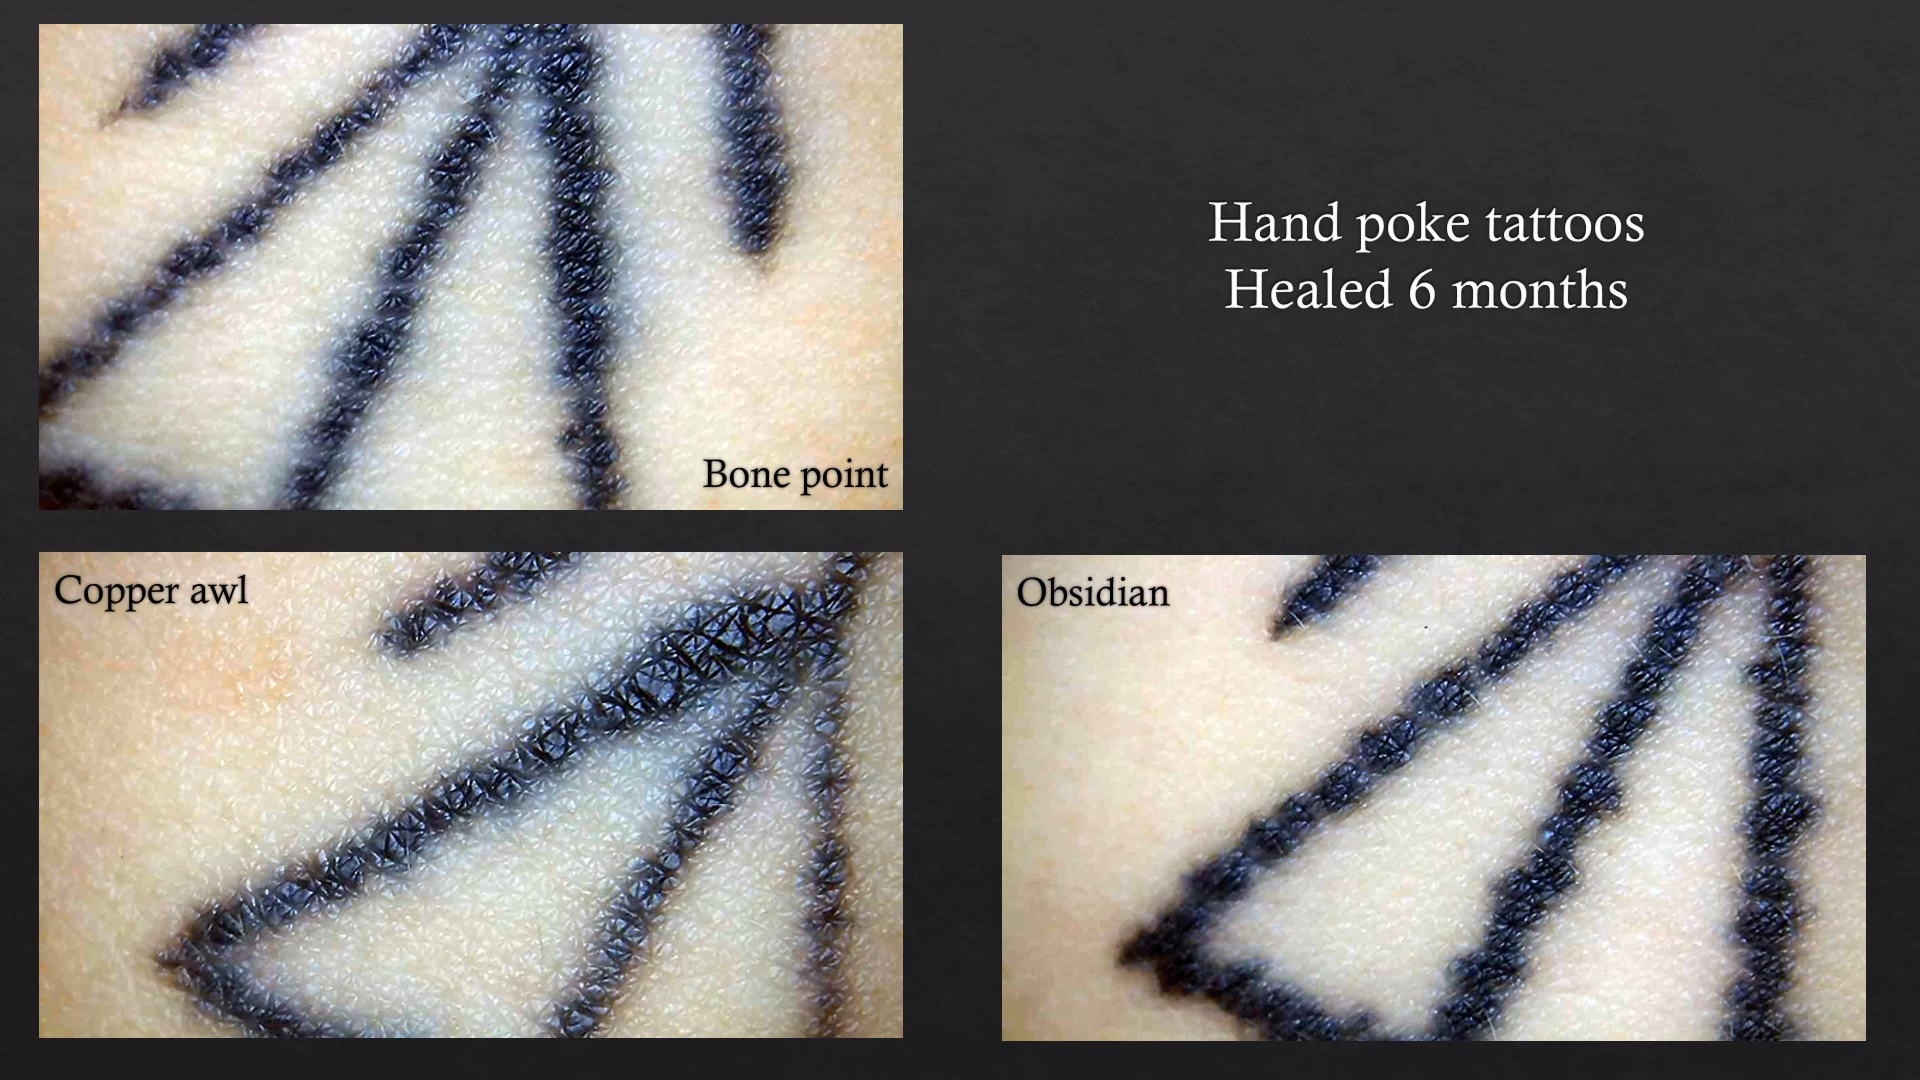 Hand poke tattoos
Healed 6 months
Bone point
Copper awl
Obsidian